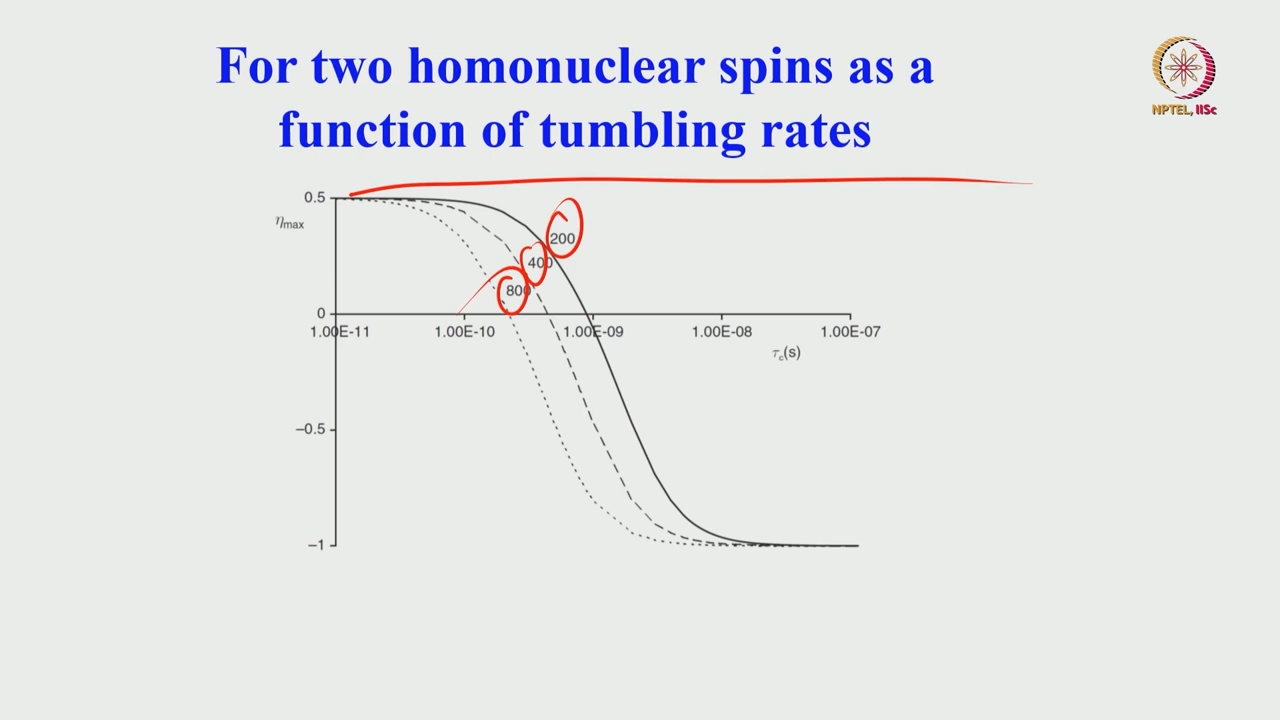 For two homonuclear spins as a
function of tumbling rates
NPTEL, IISc
0.5
ηmax
200
400
800
0
1.00E-11 1.00E-10 1.00E-09 1.00E-08 1.00E-07
τc(s)
−0.5
−1